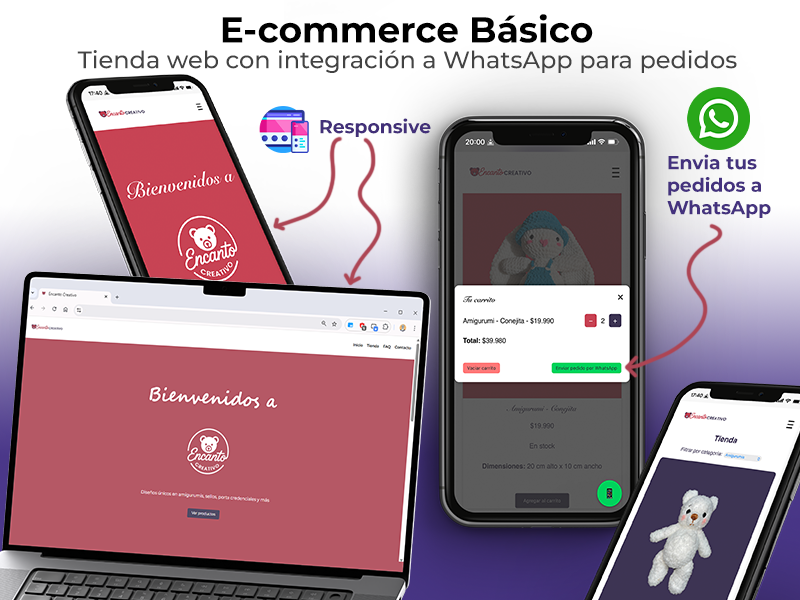 E-commerce Básico
Tienda web con integración a WhatsApp para pedidos
17:40
Encanto CREATIVO
Bienvenidos a
Encanto
CREATIVO
Responsive
20:00
Encanto CREATIVO
Tu carrito
Amigurumi - Conejita - $19.990
− 2 +
Total: $39.980
Vaciar carrito
Enviar pedido por WhatsApp
Amigurumi - Conejita
$19.990
En stock
Dimensiones: 20 cm alto x 10 cm ancho
Agregar al carrito
Envia tus
pedidos a
WhatsApp
Encanto Creativo
Encanto CREATIVO
Inicio Tienda FAQ Contacto
Bienvenidos a
Encanto
CREATIVO
Diseños únicos en amigurumis, sellos, porta credenciales y más.
Ver productos
17:40
Encanto CREATIVO
Tienda
Filtrar por categoría: Amigurumis